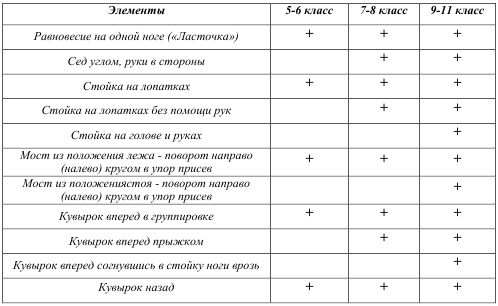 Элементы 5-6 класс 7-8 класс 9-11 класс
Равновесие на одной ноге («Ласточка») + + +
Сед углом, руки в стороны + +
Стойка на лопатках + + +
Стойка на лопатках без помощи рук + +
Стойка на голове и руках +
Мост из положения лежа - поворот направо + + +
(налево) кругом в упор присев
Мост из положениястоя - поворот направо +
(налево) кругом в упор присев
Кувырок вперед в группировке + + +
Кувырок вперед прыжком + +
Кувырок вперед согнувшись в стойку ноги врозь +
Кувырок назад + + +